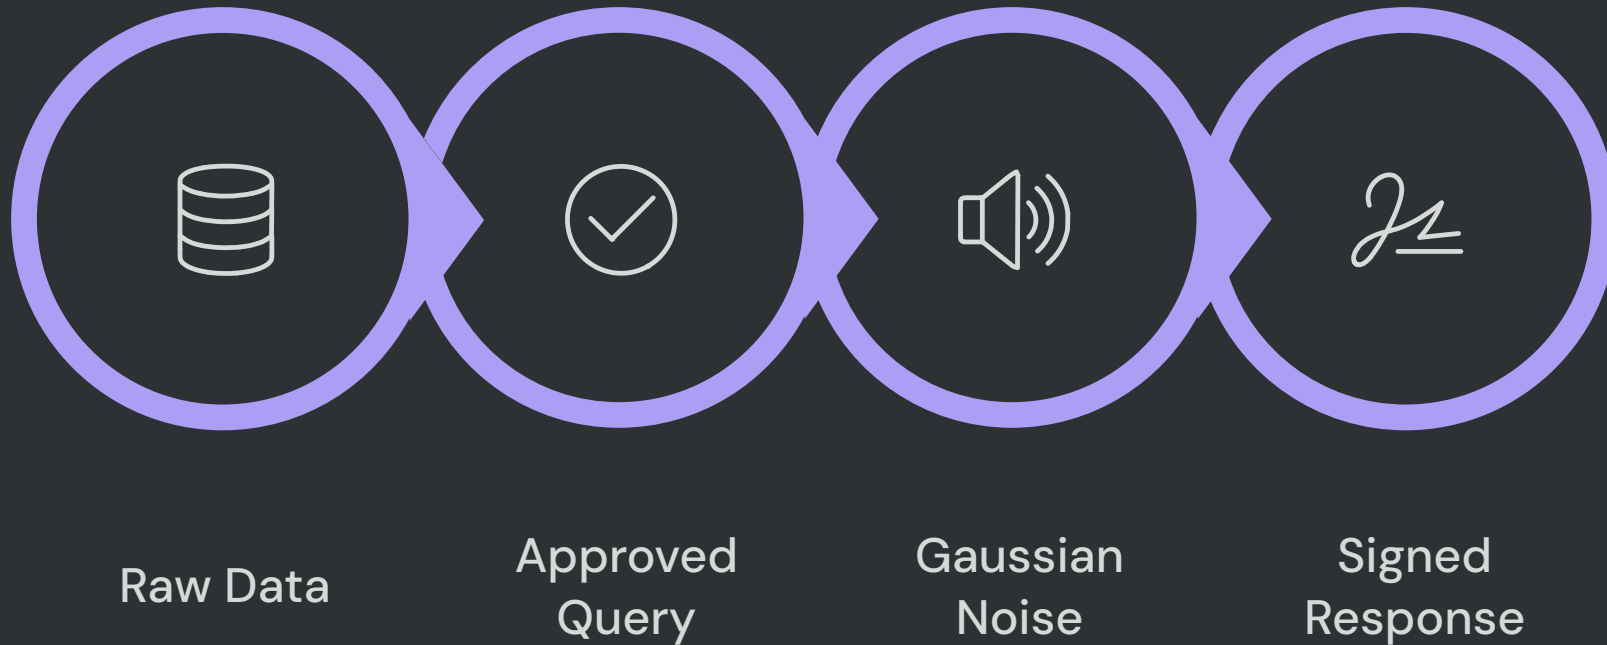 Raw Data
Approved
Query
Gaussian
Noise
Signed
Response